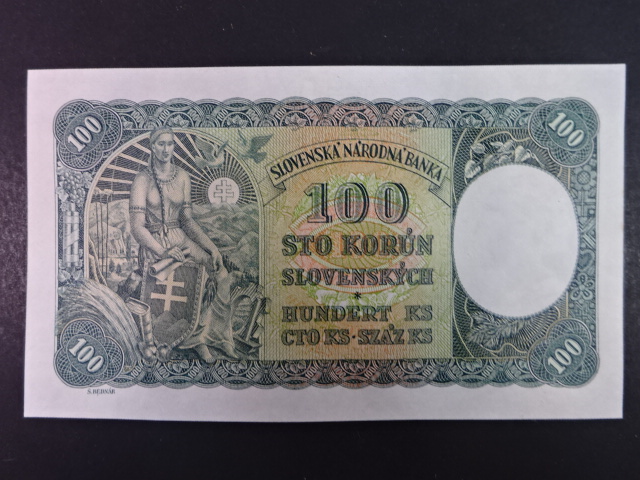 100
100
SLOVENSKÁ NÁRODNÁ BANKA
100
STO KORÚN
SLOVENSKÝCH
*
HUNDERT KS
СТО KS · SZÁZ KS
100
100
Š. BEDNÁR